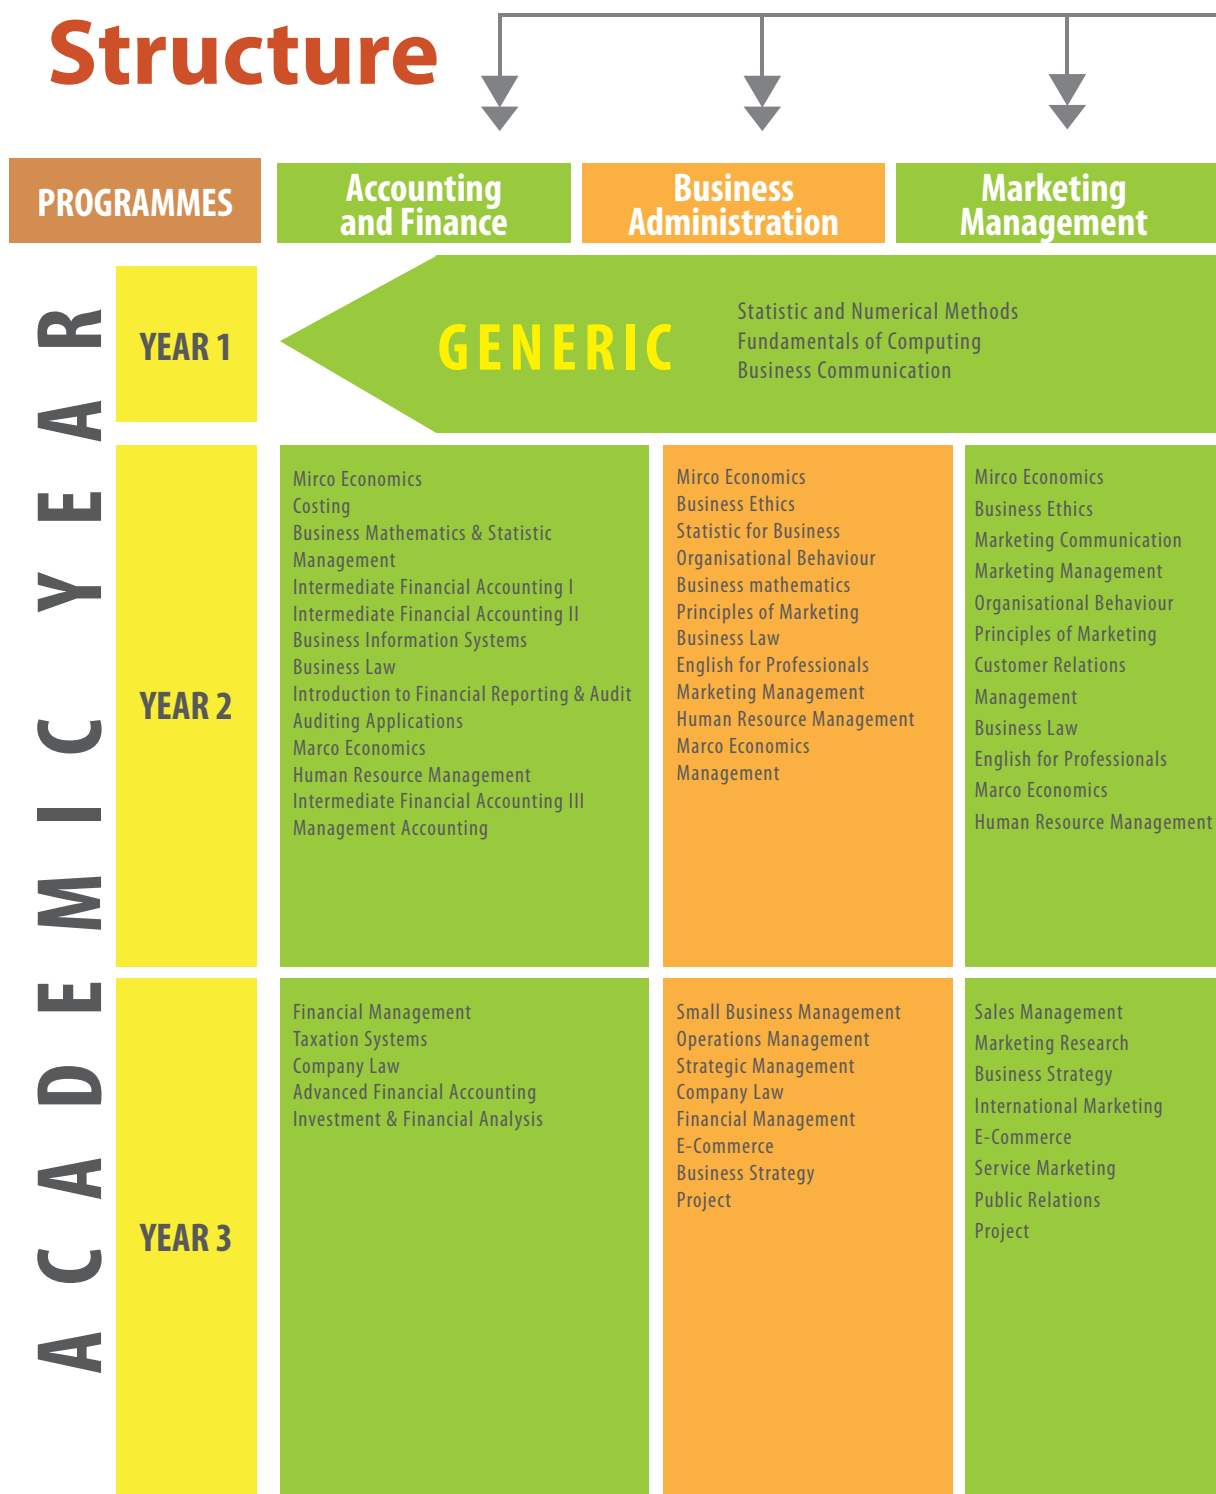 Structure
PROGRAMMES
Accounting
and Finance
Business
Administration
Marketing
Management
ACADEMIC YEAR
YEAR 1
GENERIC
Statistic and Numerical Methods
Fundamentals of Computing
Business Communication
YEAR 2
Mirco Economics
Costing
Business Mathematics & Statistic
Management
Intermediate Financial Accounting I
Intermediate Financial Accounting II
Business Information Systems
Business Law
Introduction to Financial Reporting & Audit
Auditing Applications
Marco Economics
Human Resource Management
Intermediate Financial Accounting III
Management Accounting
Mirco Economics
Business Ethics
Statistic for Business
Organisational Behaviour
Business mathematics
Principles of Marketing
Business Law
English for Professionals
Marketing Management
Human Resource Management
Marco Economics
Management
Mirco Economics
Business Ethics
Marketing Communication
Marketing Management
Organisational Behaviour
Principles of Marketing
Customer Relations
Management
Business Law
English for Professionals
Marco Economics
Human Resource Management
YEAR 3
Financial Management
Taxation Systems
Company Law
Advanced Financial Accounting
Investment & Financial Analysis
Small Business Management
Operations Management
Strategic Management
Company Law
Financial Management
E-Commerce
Business Strategy
Project
Sales Management
Marketing Research
Business Strategy
International Marketing
E-Commerce
Service Marketing
Public Relations
Project